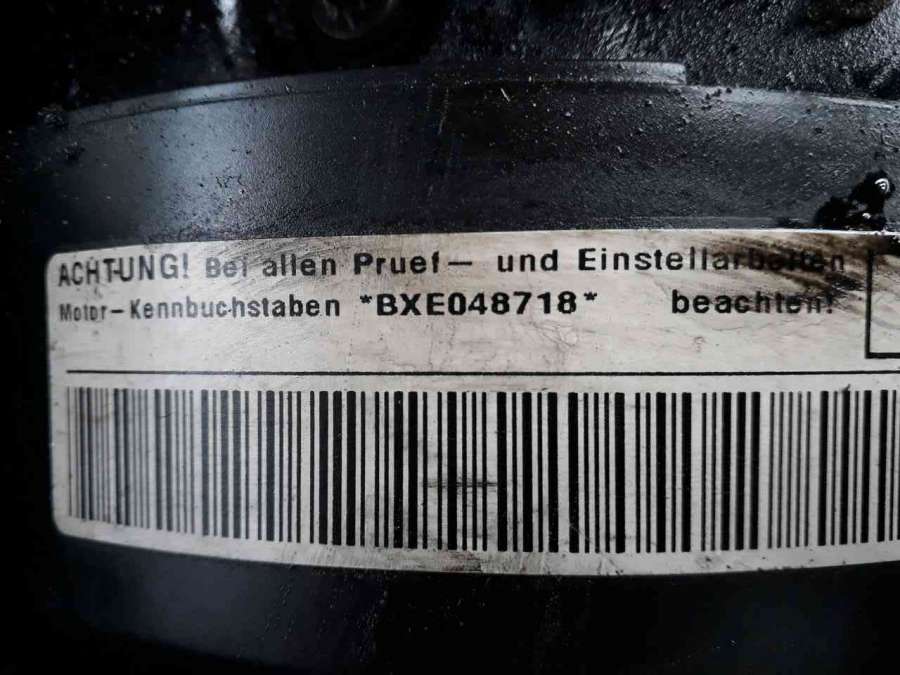 ACHTUNG! Bei allen Pruef- und Einstellarbeiten
Motor-Kennbuchstaben *BXE048718* beachten!